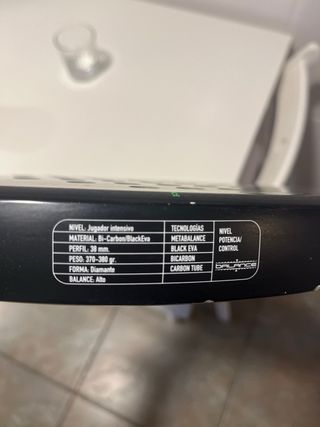 NIVEL: Jugador intensivo
MATERIAL: Bi-Carbon/BlackEva
PERFIL: 38 mm.
PESO: 370-380 gr.
FORMA: Diamante
BALANCE: Alto
TECNOLOGÍAS
METABALANCE
BLACK EVA
BICARBON
CARBON TUBE
NIVEL
POTENCIA/
CONTROL
BALANCE